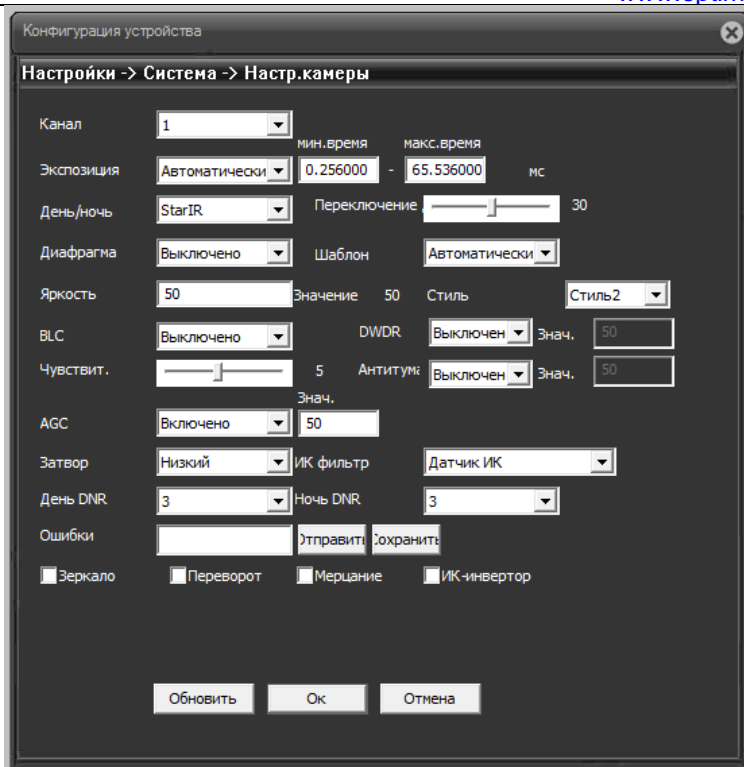 Конфигурация устройства
Настройки -> Система -> Настр.камеры
Канал 1
мин.время макс.время
Экспозиция Автоматически 0.256000 - 65.536000 мс
День/ночь StarIR Переключение 30
Диафрагма Выключено Шаблон Автоматически
Яркость 50 Значение 50 Стиль Стиль2
BLC Выключено DWDR Выключен Знач. 50
Чувствит. 5 Антитума Выключен Знач. 50
Знач.
AGC Включено 50
Затвор Низкий ИК фильтр Датчик ИК
День DNR 3 Ночь DNR 3
Ошибки Отправить Сохранить
Зеркало Переворот Мерцание ИК-инвертор
Обновить Ок Отмена